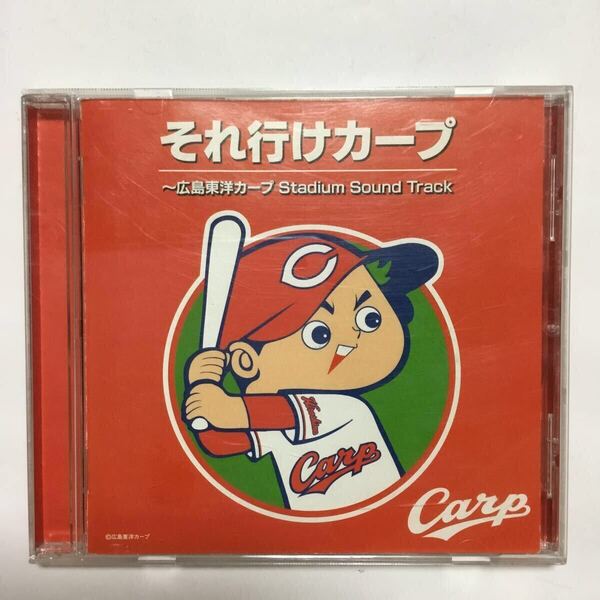 それ行けカープ
～広島東洋カープ Stadium Sound Track
C
Carp
Carp
©広島東洋カープ